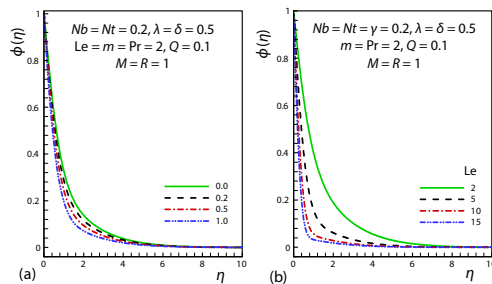 Nb = Nt = 0.2, λ = δ = 0.5
Le = m = Pr = 2, Q = 0.1
M = R = 1
ϕ(η)
1
0.8
0.6
0.4
0.2
0
0.0
0.2
0.5
1.0
0 2 4 6 8 10
(a)
η
Nb = Nt = γ = 0.2, λ = δ = 0.5
m = Pr = 2, Q = 0.1
M = R = 1
ϕ(η)
1
0.8
0.6
0.4
0.2
0
Le
2
5
10
15
0 2 4 6 8 10
(b)
η